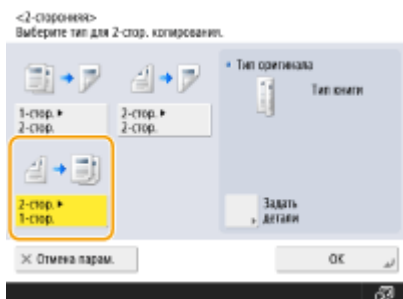 <2-сторонняя>
Выберите тип для 2-стор. копирования.
• Тип оригинала
Тип книги
1-стор. ▸
2-стор.
2-стор. ▸
2-стор.
2-стор. ▸
1-стор.
Задать
▸ детали
× Отмена парам.
OK